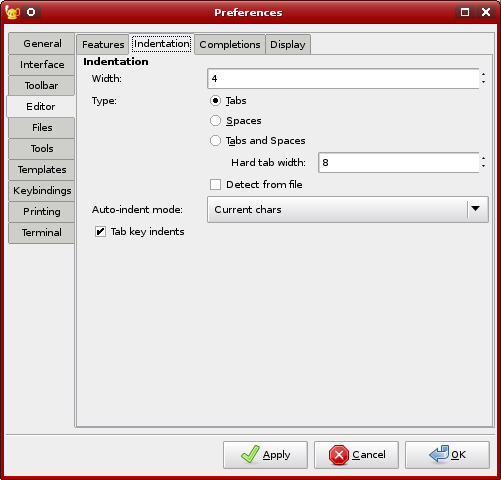 Preferences
General
Interface
Toolbar
Editor
Files
Tools
Templates
Keybindings
Printing
Terminal
Features Indentation Completions Display
Indentation
Width: 4
Type: Tabs
Spaces
Tabs and Spaces
Hard tab width: 8
Detect from file
Auto-indent mode: Current chars
Tab key indents
Apply Cancel OK